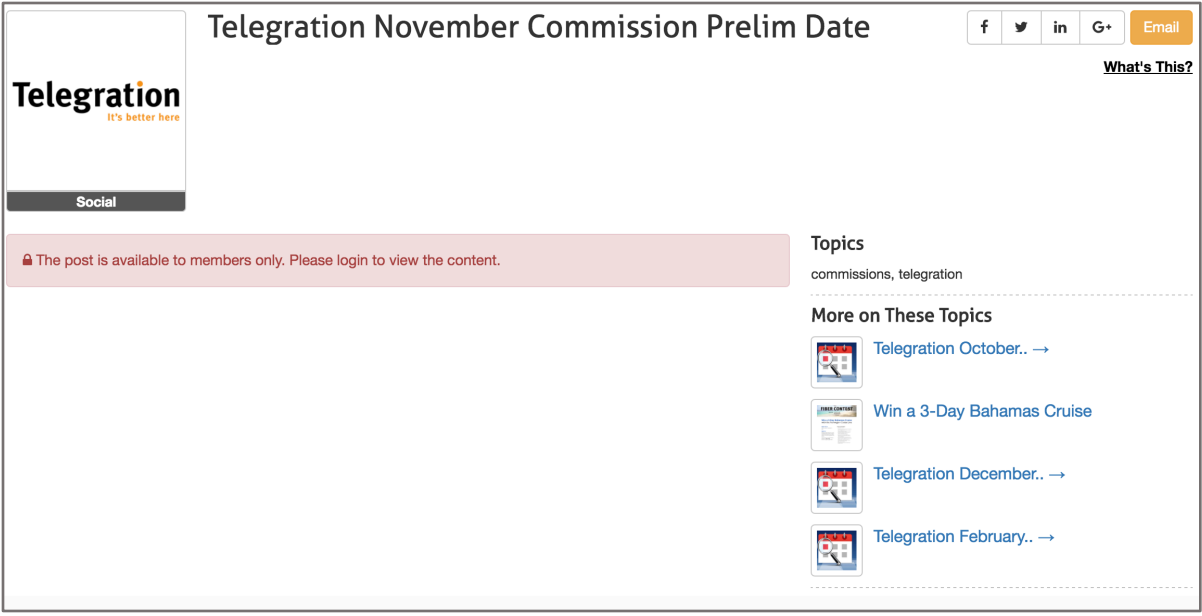 Telegration November Commission Prelim Date
G+
Email
What's This?
Telegration
It's better here
Social
The post is available to members only. Please login to view the content.
Topics
commissions, telegration
More on These Topics
Telegration October.. →
FIBER CONTEST
Win a 3-Day Bahamas Cruise
Telegration December.. →
Telegration February.. →